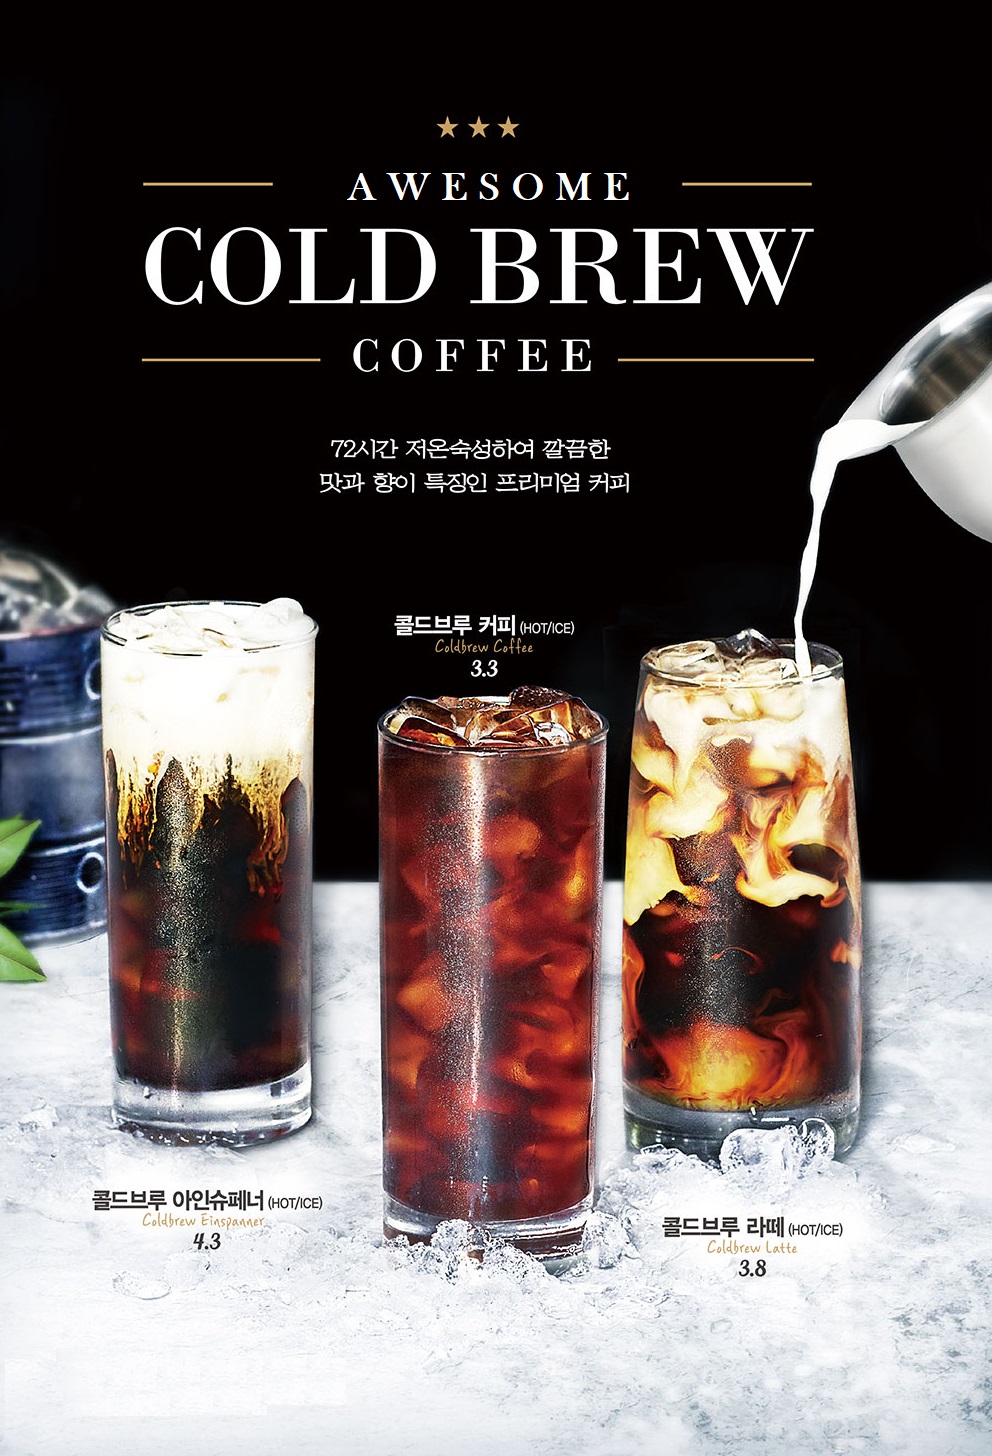 AWESOME
COLD BREW
COFFEE
72시간 저온숙성하여 깔끔한
맛과 향이 특징인 프리미엄 커피
콜드브루 커피 (HOT/ICE)
Coldbrew Coffee
3.3
콜드브루 아인슈페너 (HOT/ICE)
Coldbrew Einspanner
4.3
콜드브루 라떼 (HOT/ICE)
Coldbrew Latte
3.8